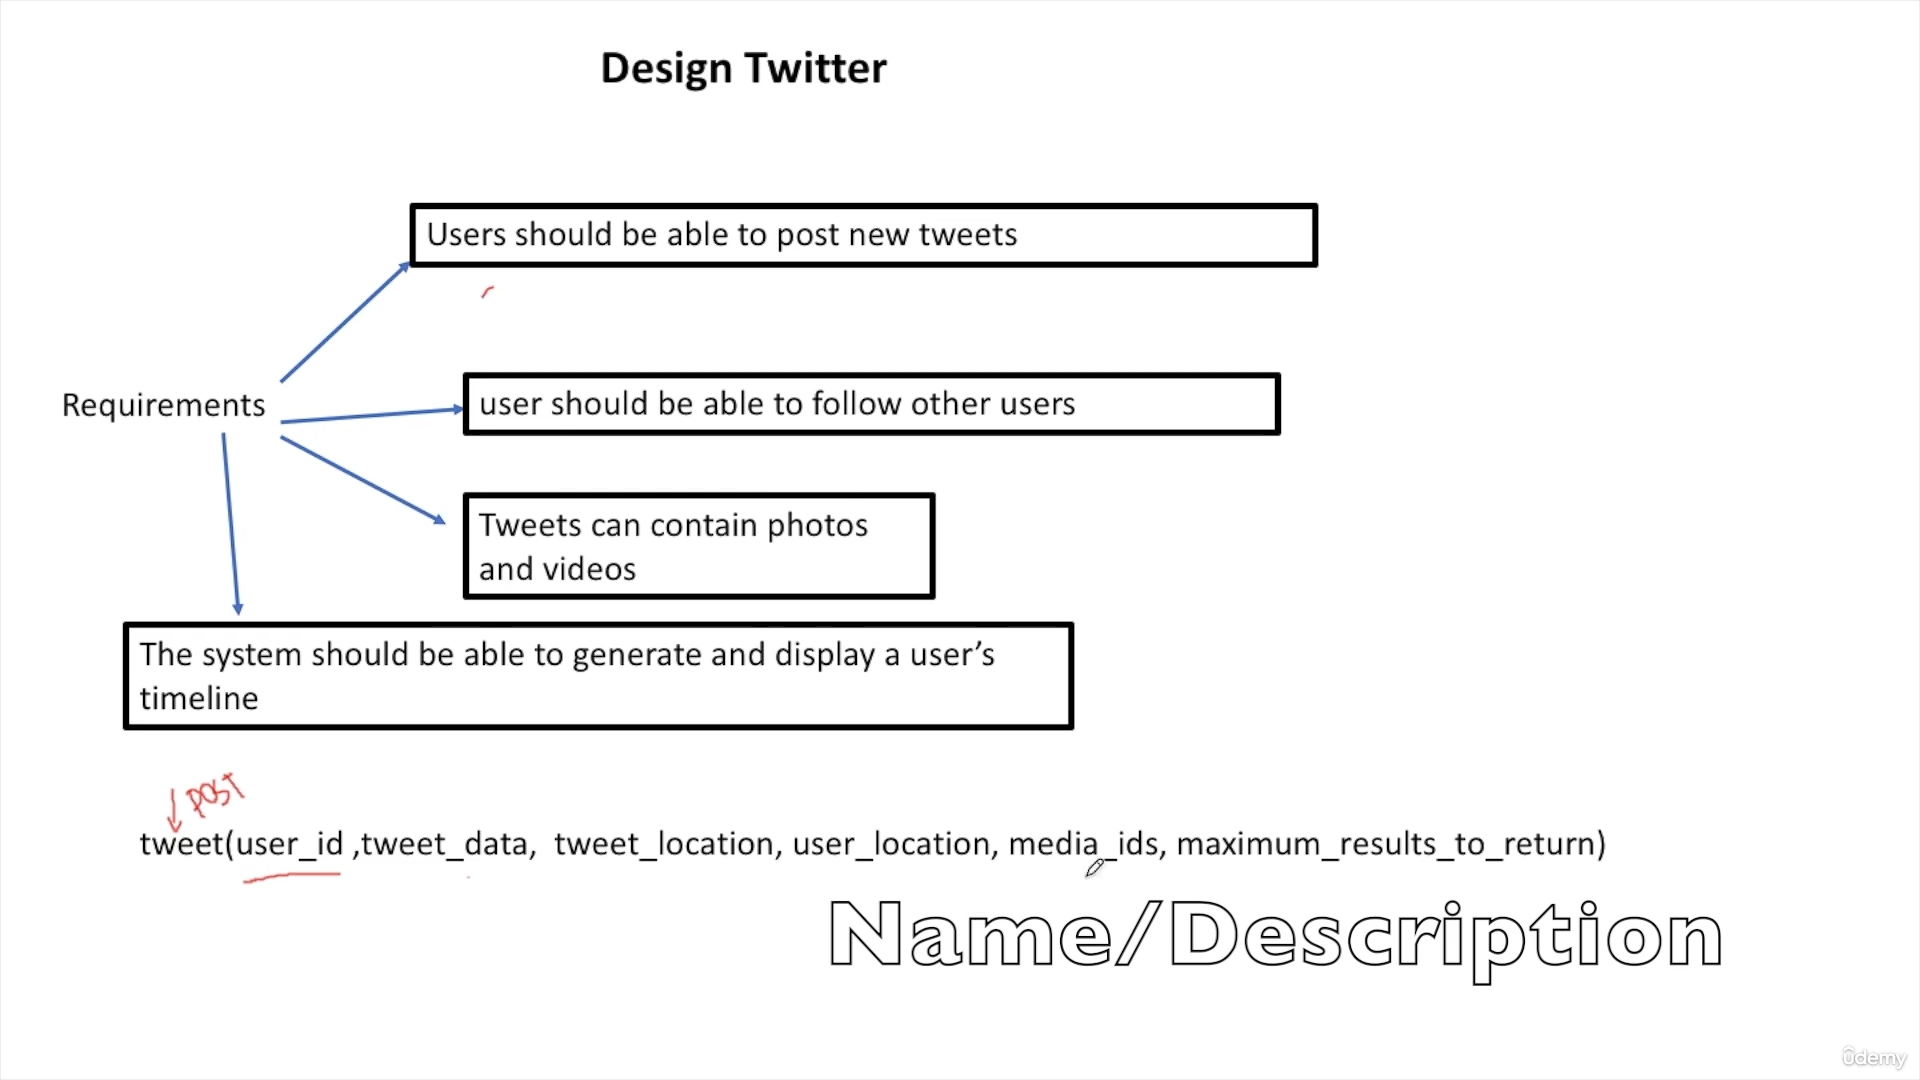 Design Twitter
Users should be able to post new tweets
Requirements
user should be able to follow other users
Tweets can contain photos
and videos
The system should be able to generate and display a user’s
timeline
POST
tweet(user_id ,tweet_data,  tweet_location, user_location, media_ids, maximum_results_to_return)
Name/Description
ûdemy